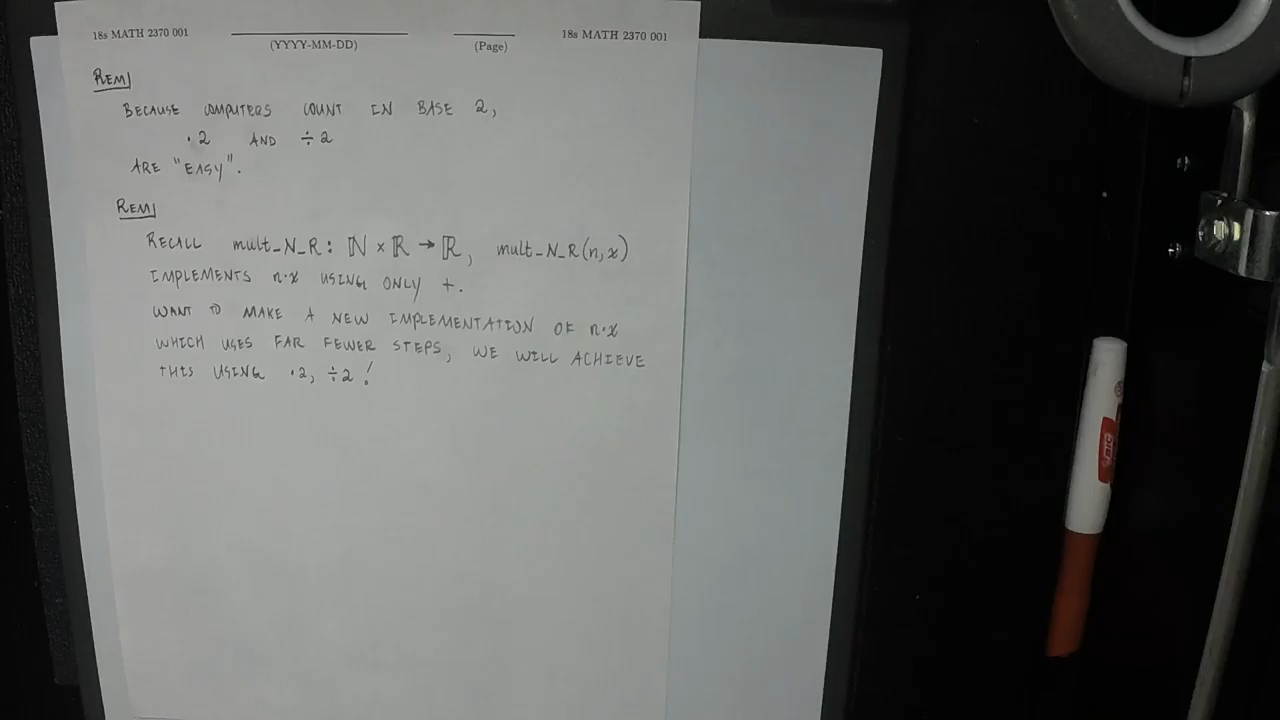 18s MATH 2370 001 (YYYY-MM-DD) (Page) 18s MATH 2370 001
REM
BECAUSE COMPUTERS COUNT IN BASE 2,
·2 AND ÷2
ARE "EASY".
REM
RECALL mult_N_R: ℕ × ℝ → ℝ, mult_N_R(n,x)
IMPLEMENTS n·x USING ONLY +.
WANT TO MAKE A NEW IMPLEMENTATION OF n·x
WHICH USES FAR FEWER STEPS, WE WILL ACHIEVE
THIS USING ·2, ÷2!
BIC